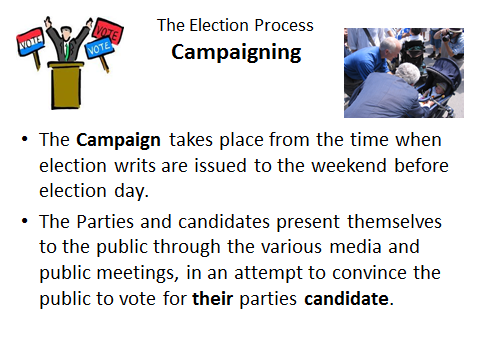 The Election Process
Campaigning
VOTE
VOTE
VOTE
• The Campaign takes place from the time when
election writs are issued to the weekend before
election day.
• The Parties and candidates present themselves
to the public through the various media and
public meetings, in an attempt to convince the
public to vote for their parties candidate.